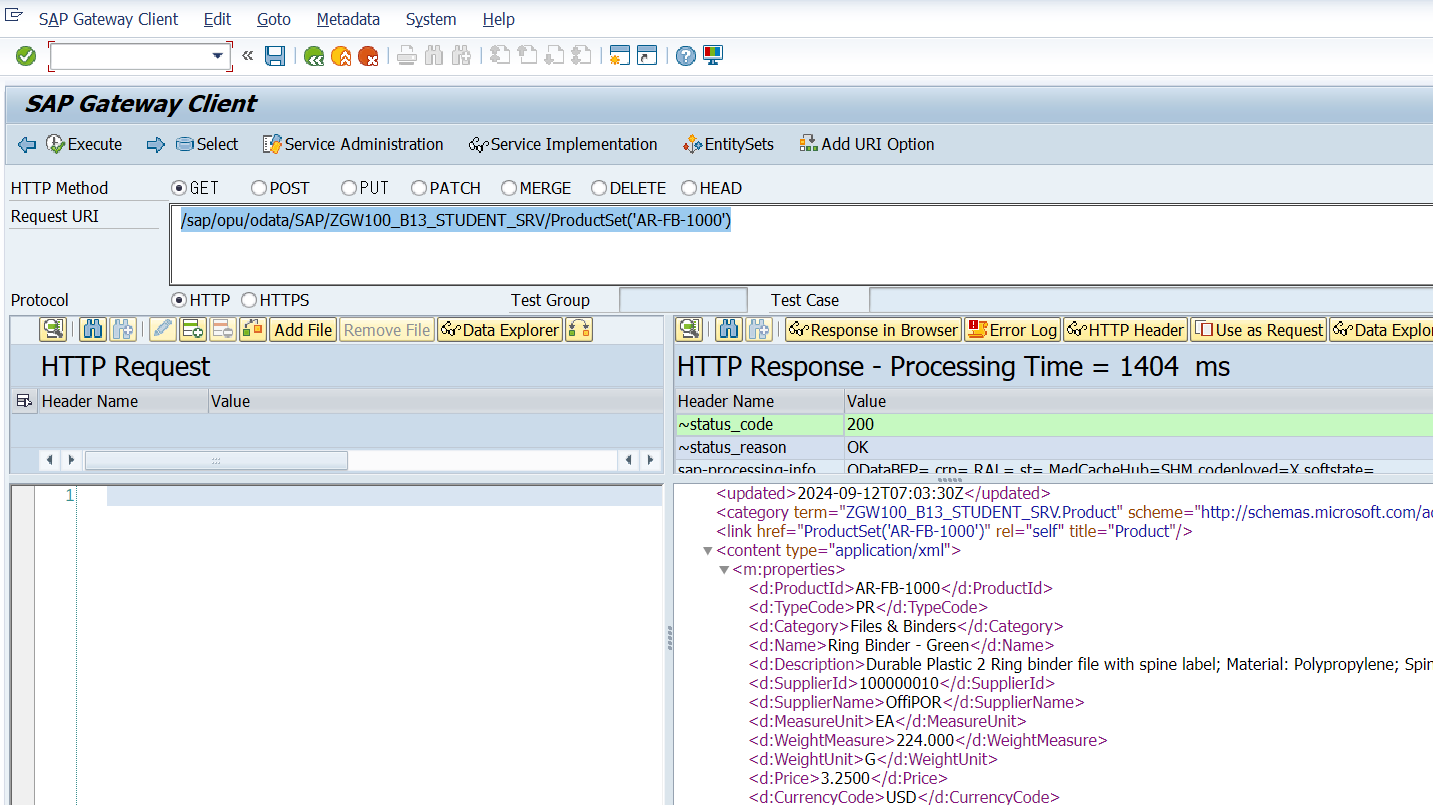 SAP Gateway Client Edit Goto Metadata System Help
SAP Gateway Client
Execute Select Service Administration Service Implementation EntitySets Add URI Option
HTTP Method GET POST PUT PATCH MERGE DELETE HEAD
Request URI /sap/opu/odata/SAP/ZGW100_B13_STUDENT_SRV/ProductSet('AR-FB-1000')
Protocol HTTP HTTPS Test Group Test Case
Add File Remove File Data Explorer
HTTP Request
Header Name Value
1
Response in Browser Error Log HTTP Header Use as Request Data Explor
HTTP Response - Processing Time = 1404 ms
Header Name Value
~status_code 200
~status_reason OK
sap-processing-info ODataBEP= crp= RAL= st= MedCacheHub=SHM codeployed=X softstate=
<updated>2024-09-12T07:03:30Z</updated>
<category term="ZGW100_B13_STUDENT_SRV.Product" scheme="http://schemas.microsoft.com/ac
<link href="ProductSet('AR-FB-1000')" rel="self" title="Product"/>
<content type="application/xml">
<m:properties>
<d:ProductId>AR-FB-1000</d:ProductId>
<d:TypeCode>PR</d:TypeCode>
<d:Category>Files & Binders</d:Category>
<d:Name>Ring Binder - Green</d:Name>
<d:Description>Durable Plastic 2 Ring binder file with spine label; Material: Polypropylene; Spin
<d:SupplierId>100000010</d:SupplierId>
<d:SupplierName>OffiPOR</d:SupplierName>
<d:MeasureUnit>EA</d:MeasureUnit>
<d:WeightMeasure>224.000</d:WeightMeasure>
<d:WeightUnit>G</d:WeightUnit>
<d:Price>3.2500</d:Price>
<d:CurrencyCode>USD</d:CurrencyCode>